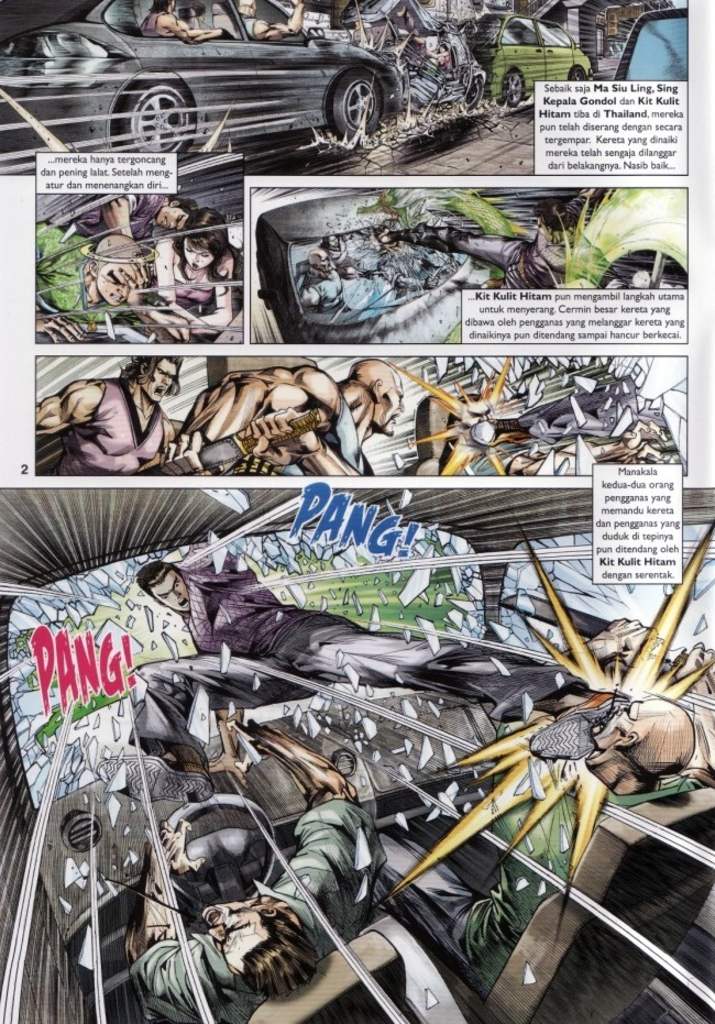 Sebaik saja Ma Siu Ling, Sing
Kepala Gondol dan Kit Kulit
Hitam tiba di Thailand, mereka
pun telah diserang dengan secara
tergempar. Kereta yang dinaiki
mereka telah sengaja dilanggar
dari belakangnya. Nasib baik...
...mereka hanya tergoncang
dan pening lalat. Setelah meng-
atur dan menenangkan diri...
...Kit Kulit Hitam pun mengambil langkah utama
untuk menyerang. Cermin besar kereta yang
dibawa oleh pengganas yang melanggar kereta yang
dinaikinya pun ditendang sampai hancur berkecai.
2
Manakala
kedua-dua orang
pengganas yang
memandu kereta
dan pengganas yang
duduk di tepinya
pun ditendang oleh
Kit Kulit Hitam
dengan serentak.
PANG!
PANG!